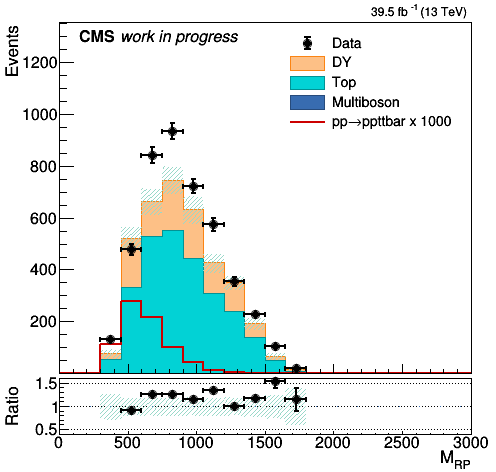 39.5 fb⁻¹ (13 TeV)
CMS work in progress
Events
Data
DY
Top
Multiboson
pp→ppttbar x 1000
1200
1000
800
600
400
200
Ratio
1.5
1
0.5
0 500 1000 1500 2000 2500 3000
M_RP